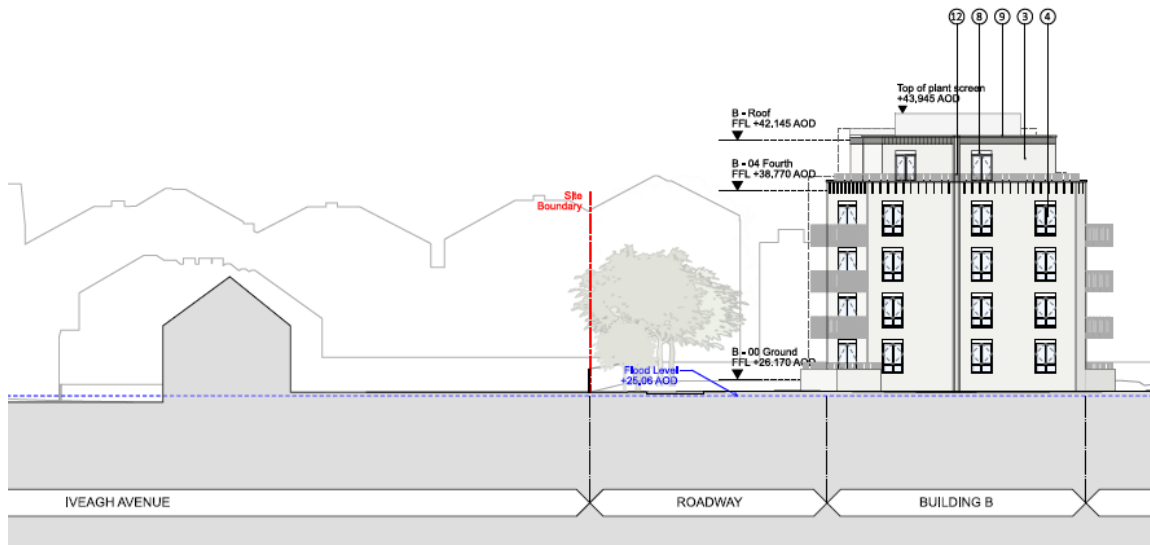 12 8 9 3 4
Top of plant screen
+43,945 AOD
B - Roof
FFL +42,145 AOD
B - 04 Fourth
FFL +38,770 AOD
Site
Boundary
B - 00 Ground
FFL +26.170 AOD
Flood Level
+25,06 AOD
IVEAGH AVENUE
ROADWAY
BUILDING B